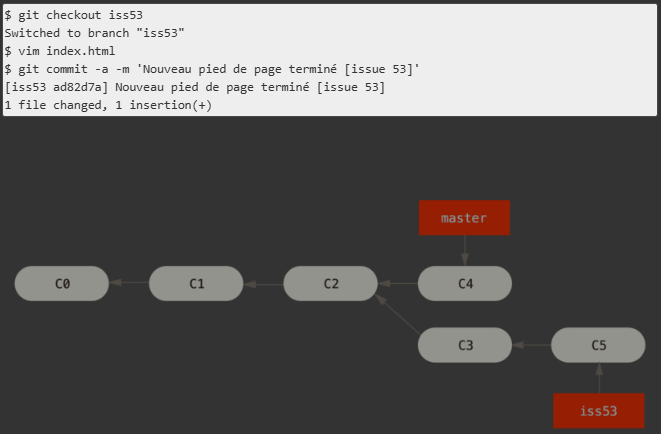 $ git checkout iss53
Switched to branch "iss53"
$ vim index.html
$ git commit -a -m 'Nouveau pied de page terminé [issue 53]'
[iss53 ad82d7a] Nouveau pied de page terminé [issue 53]
1 file changed, 1 insertion(+)
master
C0 C1 C2 C4
C3 C5
iss53